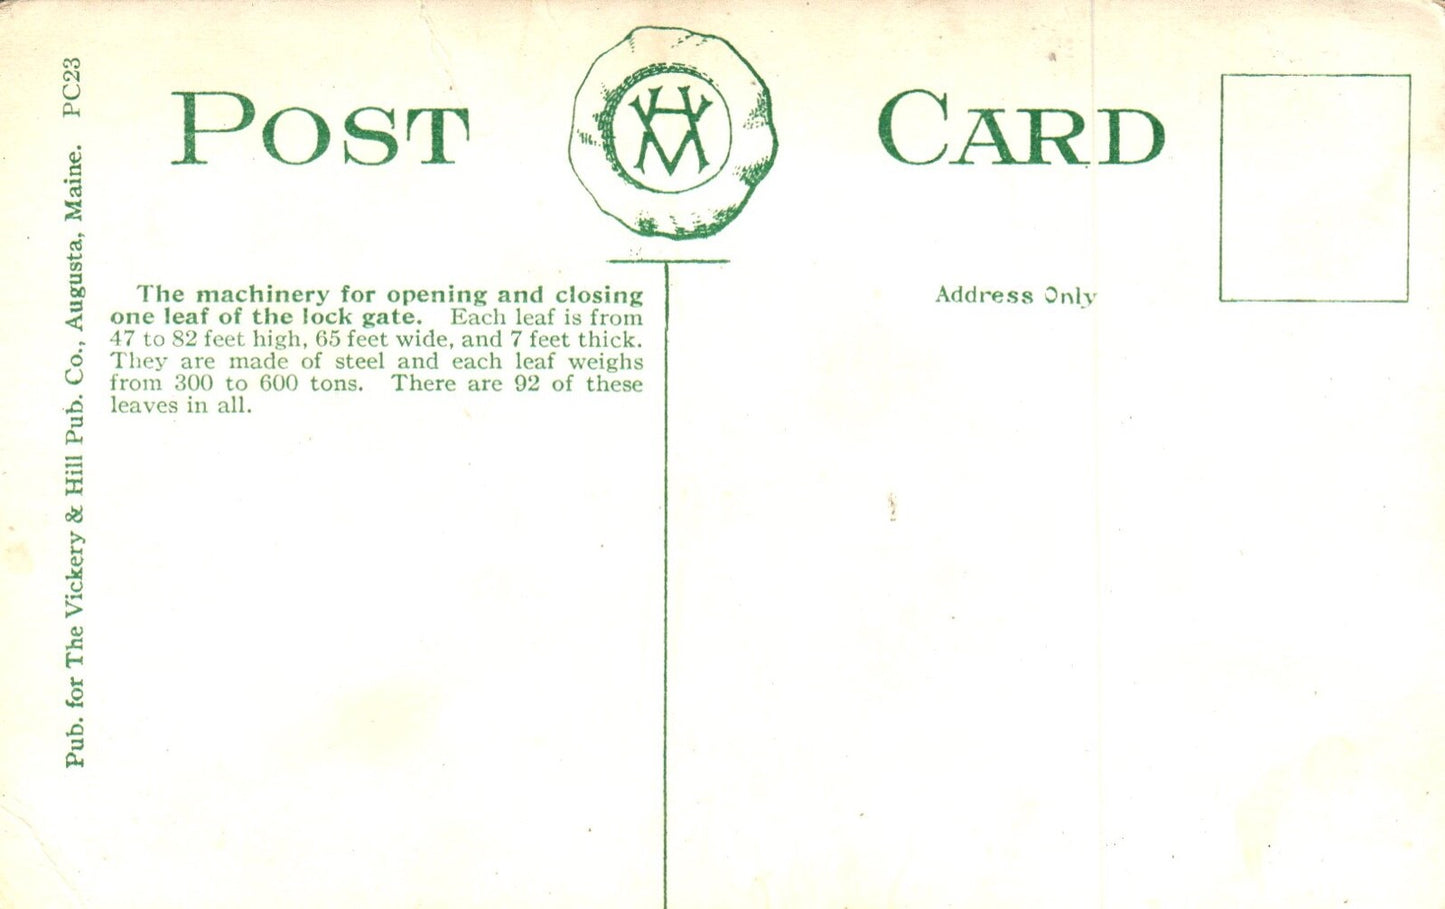 POST CARD
VHM
Pub. for The Vickery & Hill Pub. Co., Augusta, Maine. PC23
The machinery for opening and closing
one leaf of the lock gate. Each leaf is from
47 to 82 feet high, 65 feet wide, and 7 feet thick.
They are made of steel and each leaf weighs
from 300 to 600 tons. There are 92 of these
leaves in all.
Address Only